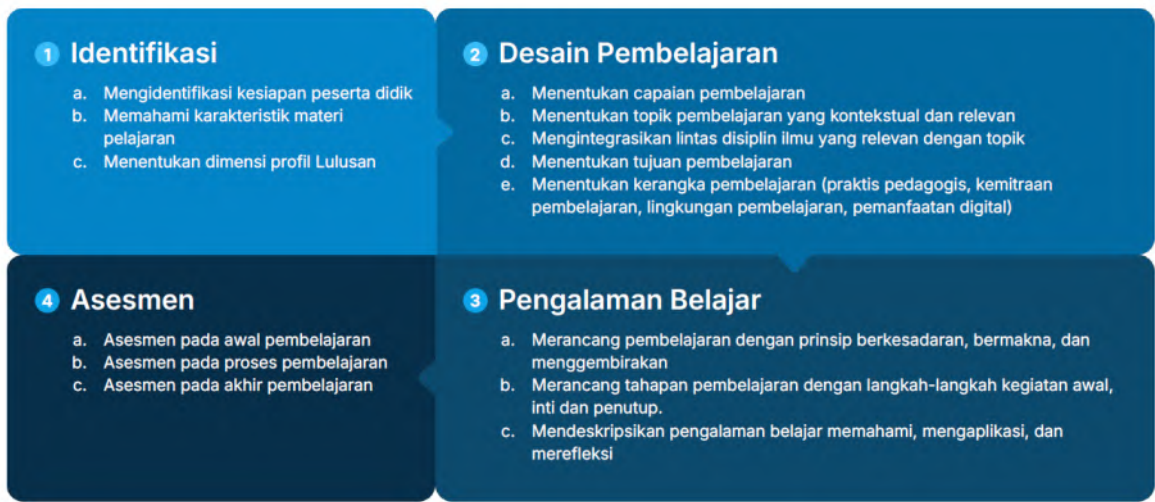 1 Identifikasi
a. Mengidentifikasi kesiapan peserta didik
b. Memahami karakteristik materi
pelajaran
c. Menentukan dimensi profil Lulusan
2 Desain Pembelajaran
a. Menentukan capaian pembelajaran
b. Menentukan topik pembelajaran yang kontekstual dan relevan
c. Mengintegrasikan lintas disiplin ilmu yang relevan dengan topik
d. Menentukan tujuan pembelajaran
e. Menentukan kerangka pembelajaran (praktis pedagogis, kemitraan
pembelajaran, lingkungan pembelajaran, pemanfaatan digital)
3 Pengalaman Belajar
a. Merancang pembelajaran dengan prinsip berkesadaran, bermakna, dan
menggembirakan
b. Merancang tahapan pembelajaran dengan langkah-langkah kegiatan awal,
inti dan penutup.
c. Mendeskripsikan pengalaman belajar memahami, mengaplikasi, dan
merefleksi
4 Asesmen
a. Asesmen pada awal pembelajaran
b. Asesmen pada proses pembelajaran
c. Asesmen pada akhir pembelajaran